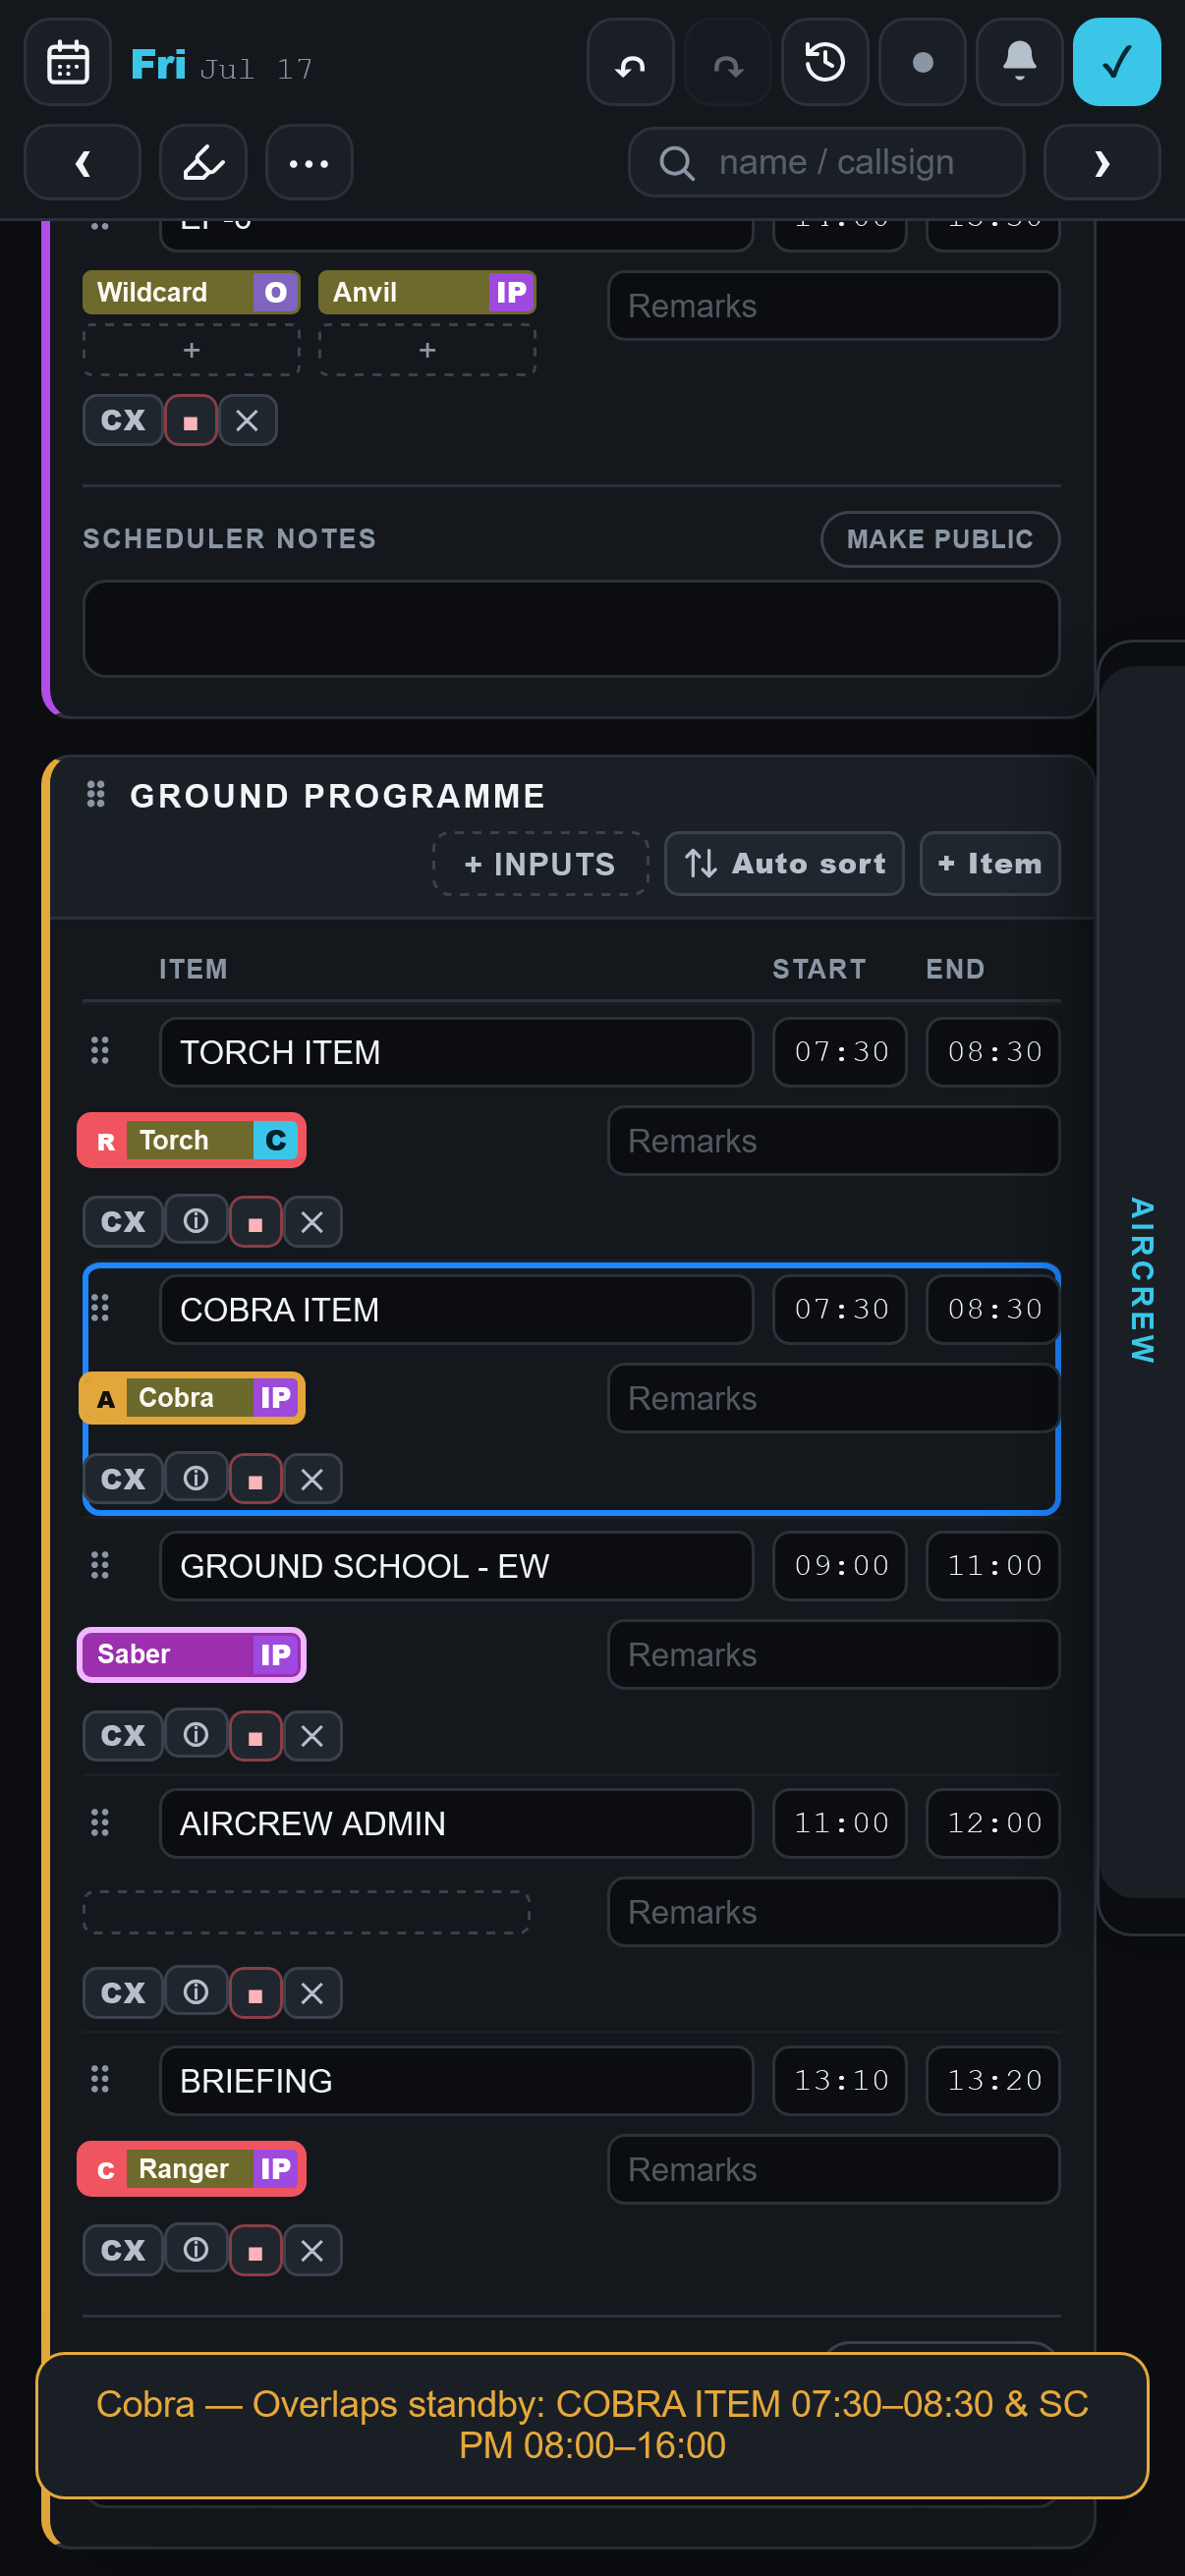 Fri Jul 17
name / callsign
Wildcard O Anvil IP Remarks
+ +
CX
SCHEDULER NOTES MAKE PUBLIC
GROUND PROGRAMME
+ INPUTS Auto sort + Item
ITEM START END
TORCH ITEM 07:30 08:30
R Torch C Remarks
CX
COBRA ITEM 07:30 08:30
A Cobra IP Remarks
CX
GROUND SCHOOL - EW 09:00 11:00
Saber IP Remarks
CX
AIRCREW ADMIN 11:00 12:00
Remarks
CX
BRIEFING 13:10 13:20
C Ranger IP Remarks
CX
AIRCREW
Cobra — Overlaps standby: COBRA ITEM 07:30–08:30 & SC
PM 08:00–16:00